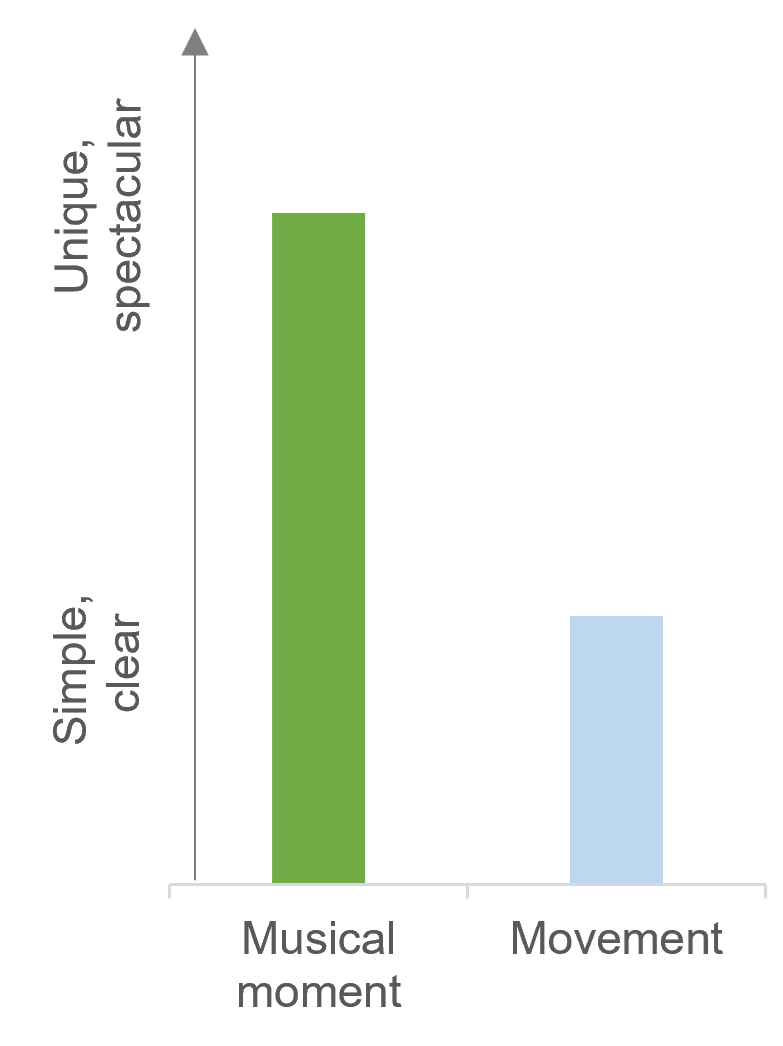 Unique,
spectacular
Simple,
clear
Musical
moment
Movement